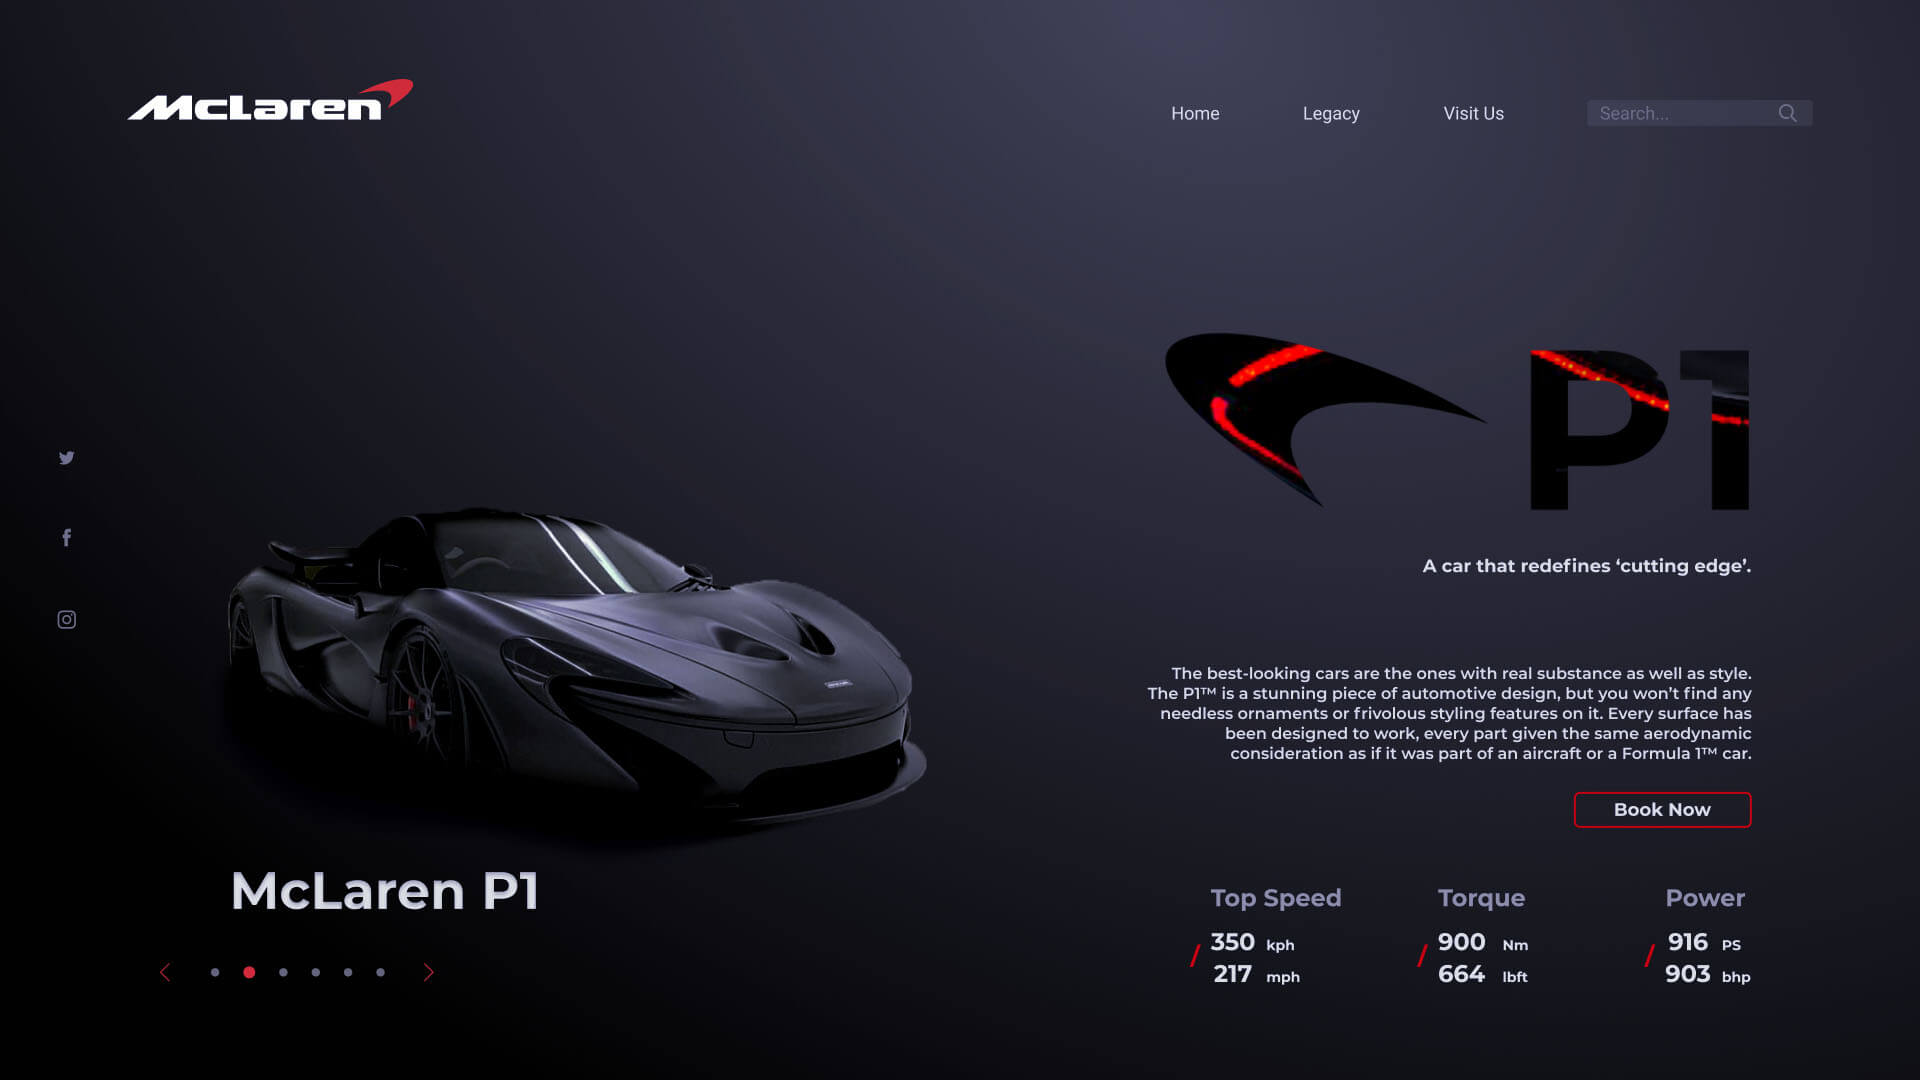 McLaren
Home
Legacy
Visit Us
Search...
P1
A car that redefines ‘cutting edge’.
The best-looking cars are the ones with real substance as well as style.
The P1™ is a stunning piece of automotive design, but you won’t find any
needless ornaments or frivolous styling features on it. Every surface has
been designed to work, every part given the same aerodynamic
consideration as if it was part of an aircraft or a Formula 1™ car.
Book Now
McLaren P1
Top Speed
350 kph
217 mph
Torque
900 Nm
664 lbft
Power
916 PS
903 bhp